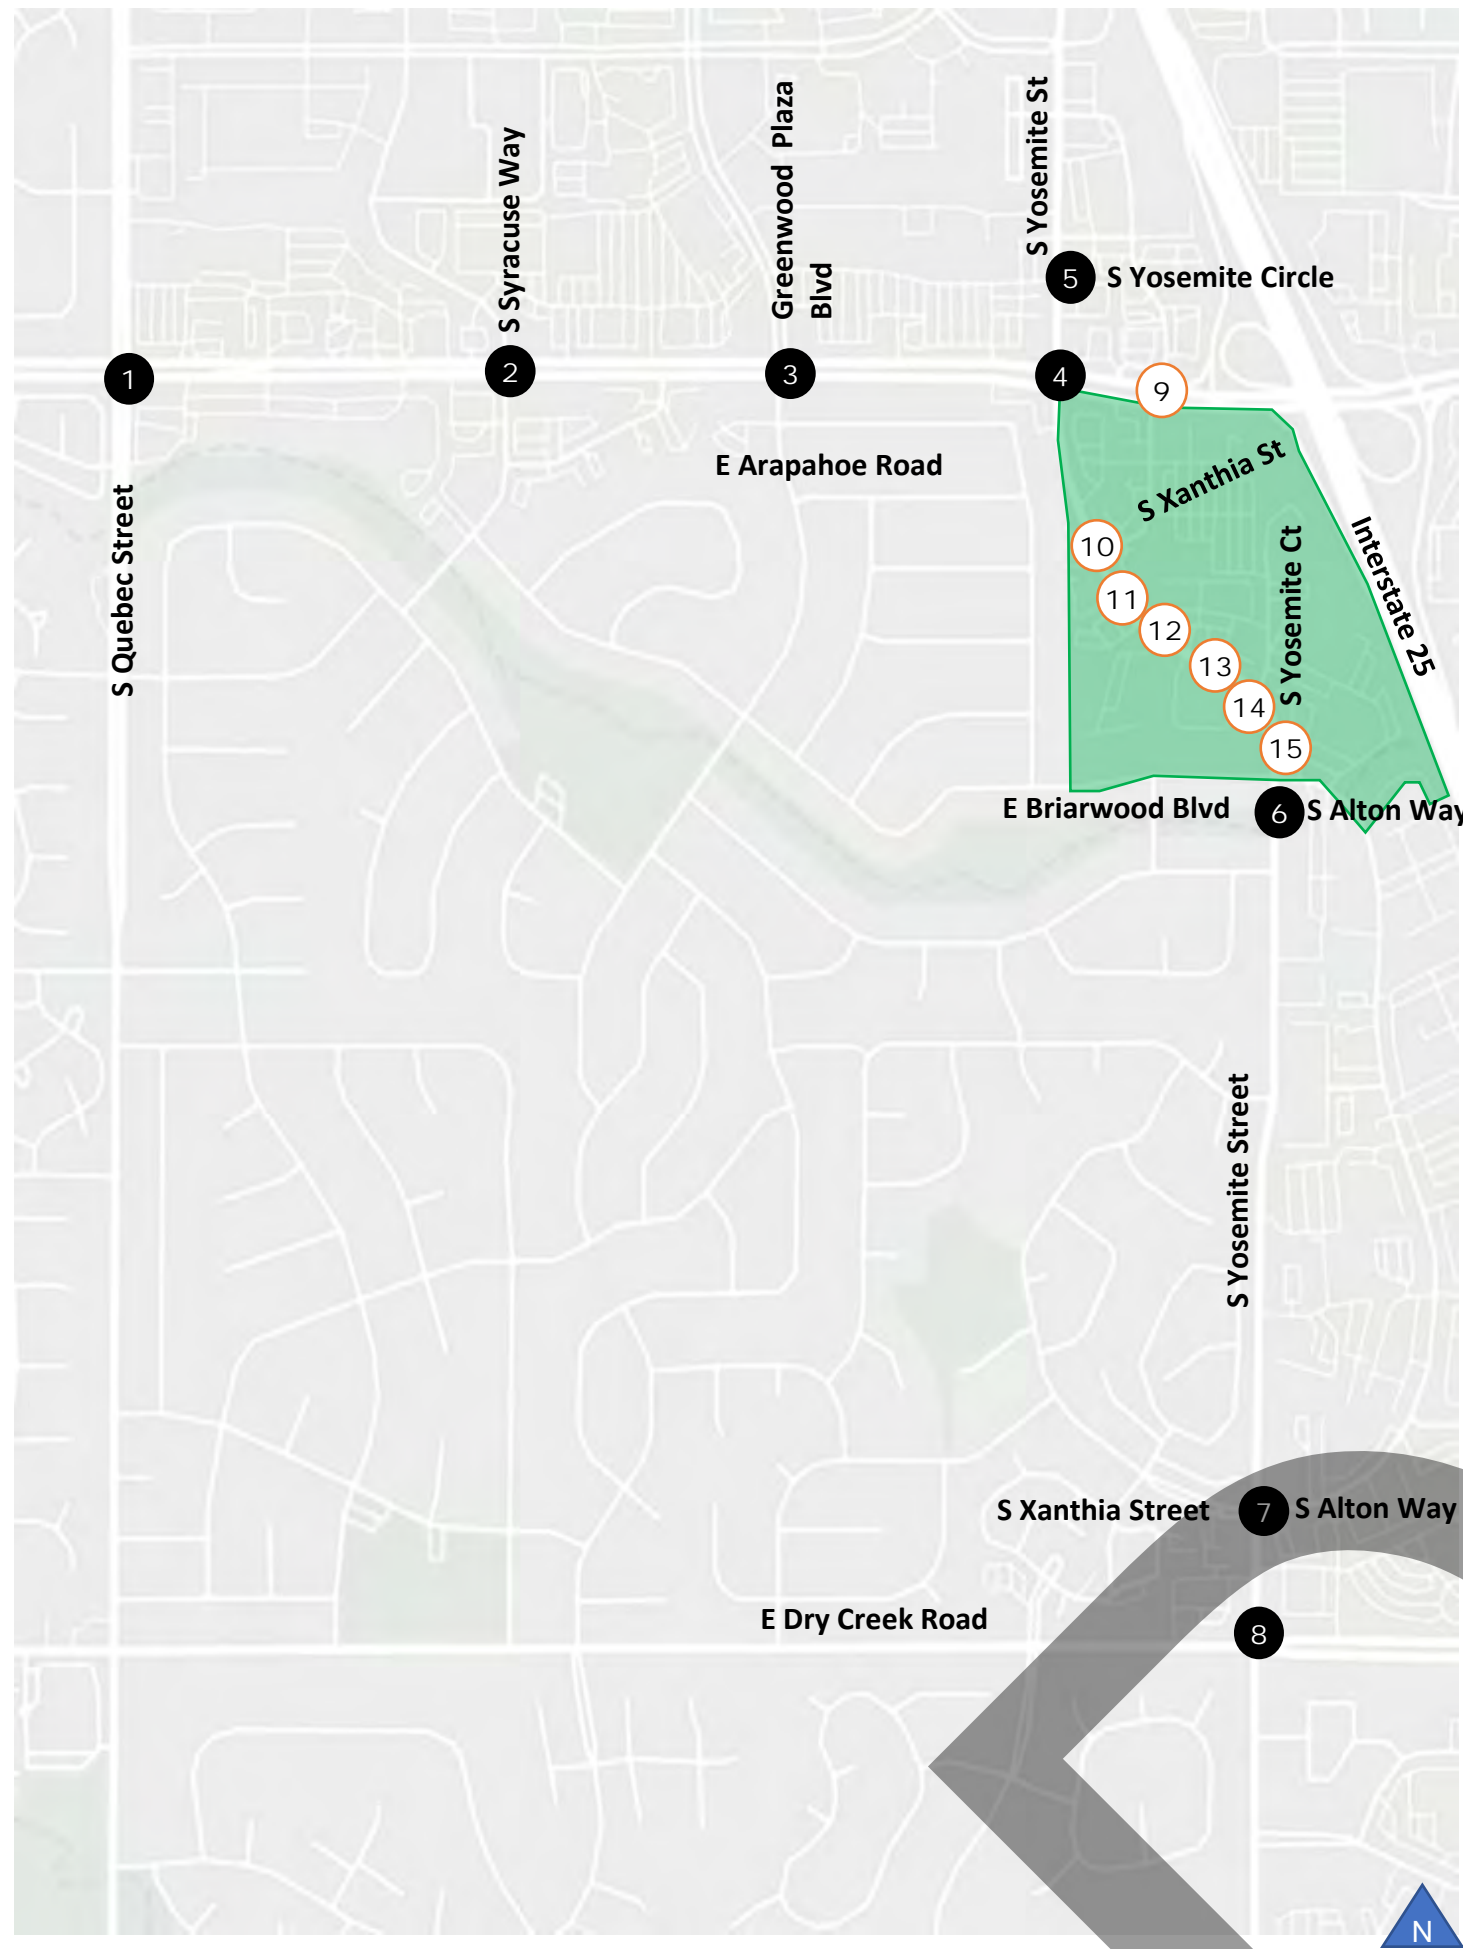 S Yosemite St
Greenwood Plaza
Blvd
S Syracuse Way
5 S Yosemite Circle
1
2
3
4
9
E Arapahoe Road
S Xanthia St
S Quebec Street
10
11
12
13
14
15
S Yosemite Ct
Interstate 25
E Briarwood Blvd 6 S Alton Way
S Yosemite Street
S Xanthia Street 7 S Alton Way
E Dry Creek Road
8
N